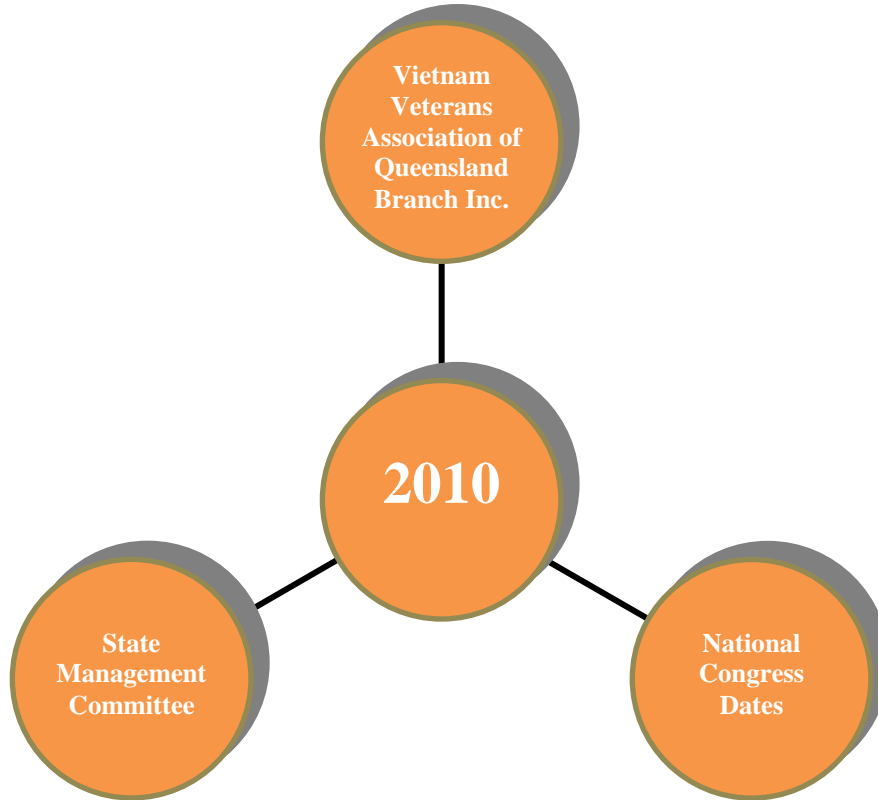 Vietnam
Veterans
Association of
Queensland
Branch Inc.
2010
State
Management
Committee
National
Congress
Dates